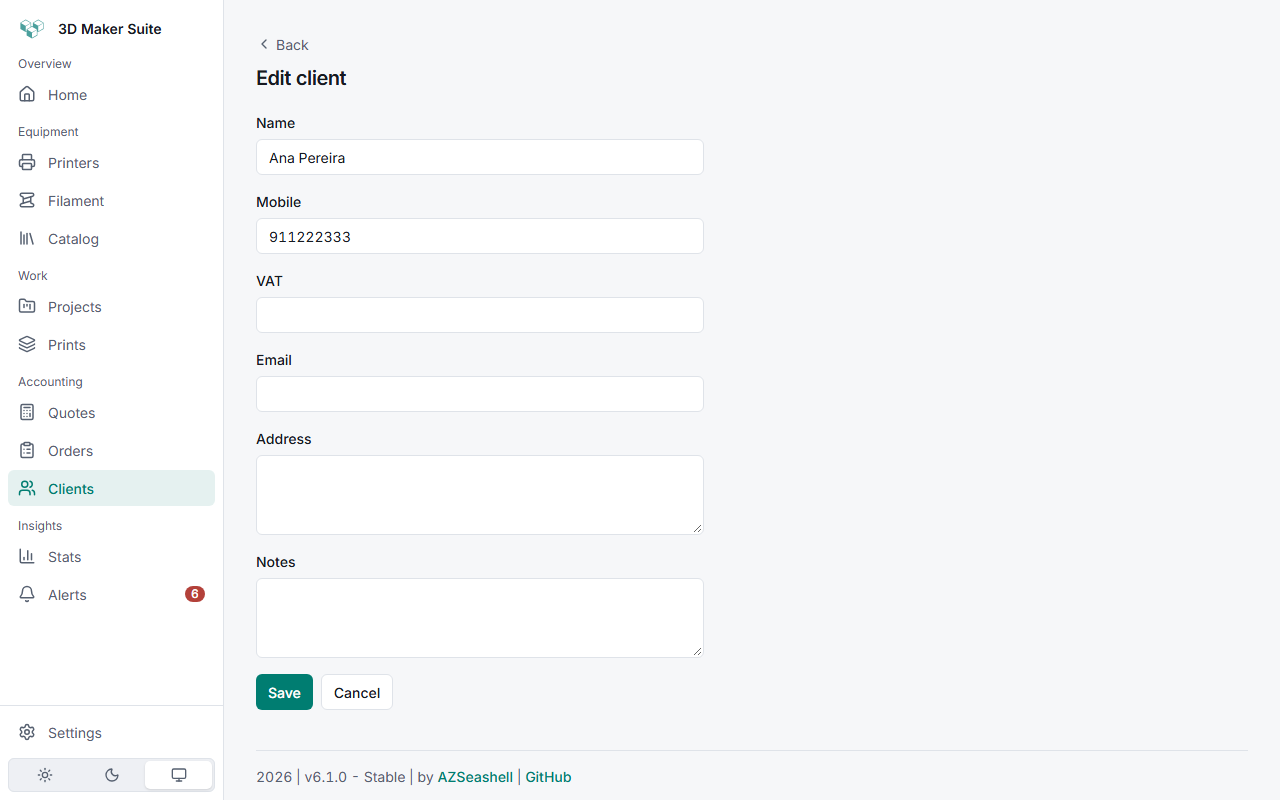 3D Maker Suite
Overview
Home
Equipment
Printers
Filament
Catalog
Work
Projects
Prints
Accounting
Quotes
Orders
Clients
Insights
Stats
Alerts 6
Settings
Back
Edit client
Name
Ana Pereira
Mobile
911222333
VAT
Email
Address
Notes
Save Cancel
2026 | v6.1.0 - Stable | by AZSeashell | GitHub